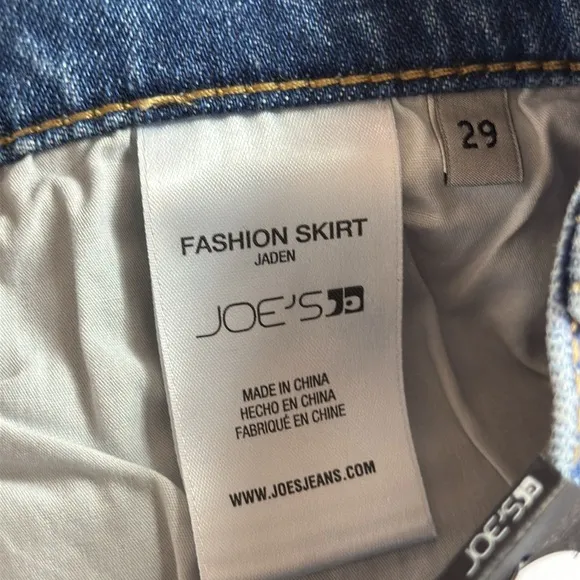 29
FASHION SKIRT
JADEN
JOE'S
MADE IN CHINA
HECHO EN CHINA
FABRIQUÉ EN CHINE
WWW.JOESJEANS.COM
JOE'S